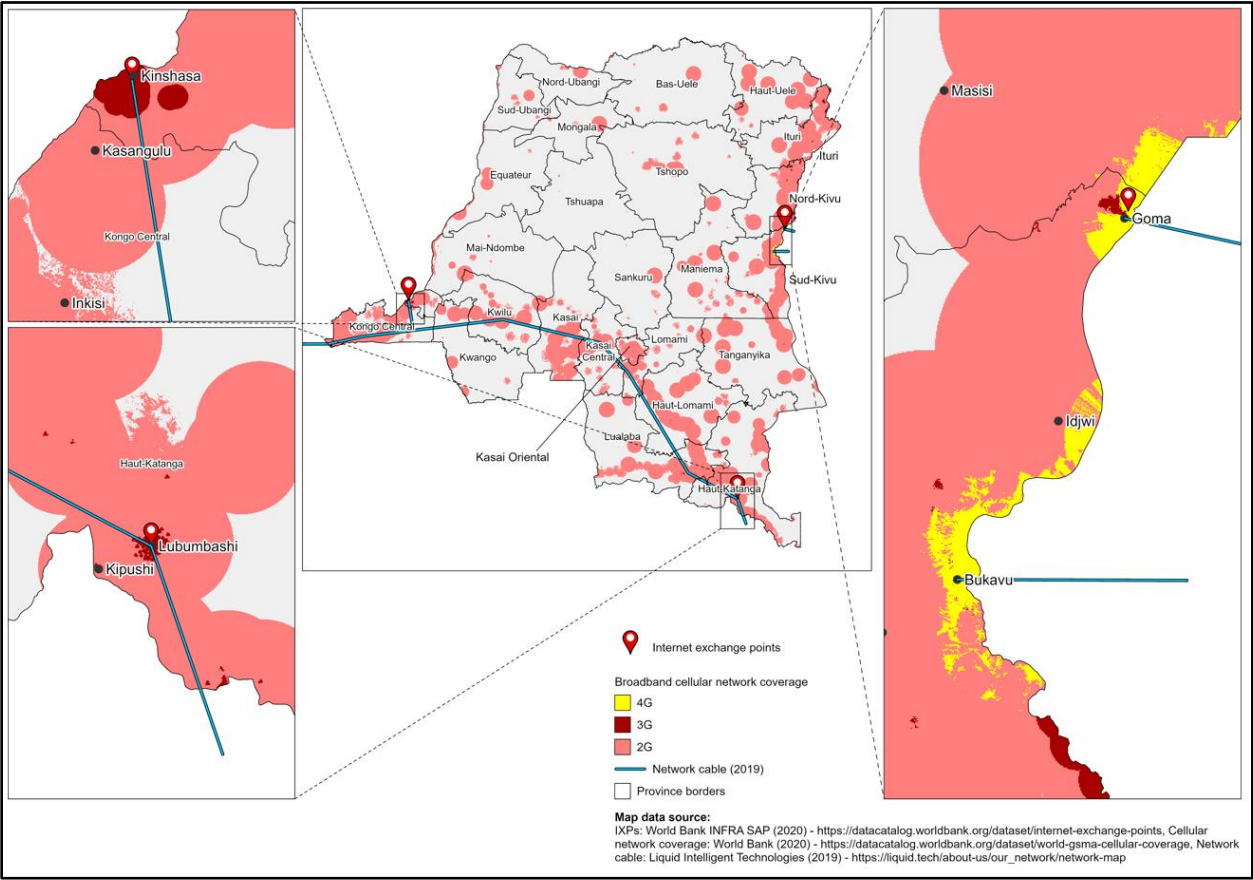 Kinshasa
Kasangulu
Kongo Central
Inkisi
Haut-Katanga
Lubumbashi
Kipushi
Nord-Ubangi
Bas-Uele
Haut-Uele
Sud-Ubangi
Mongala
Ituri
Ituri
Equateur
Tshopo
Tshuapa
Nord-Kivu
Mai-Ndombe
Sankuru
Maniema
Sud-Kivu
Kwilu
Kasai
Kongo Central
Lomami
Kasai
Central
Tanganyika
Kwango
Haut-Lomami
Lualaba
Kasai Oriental
Haut-Katanga
Masisi
Goma
Idjwi
Bukavu
Internet exchange points
Broadband cellular network coverage
4G
3G
2G
Network cable (2019)
Province borders
Map data source:
IXPs: World Bank INFRA SAP (2020) - https://datacatalog.worldbank.org/dataset/internet-exchange-points, Cellular
network coverage: World Bank (2020) - https://datacatalog.worldbank.org/dataset/world-gsma-cellular-coverage, Network
cable: Liquid Intelligent Technologies (2019) - https://liquid.tech/about-us/our_network/network-map